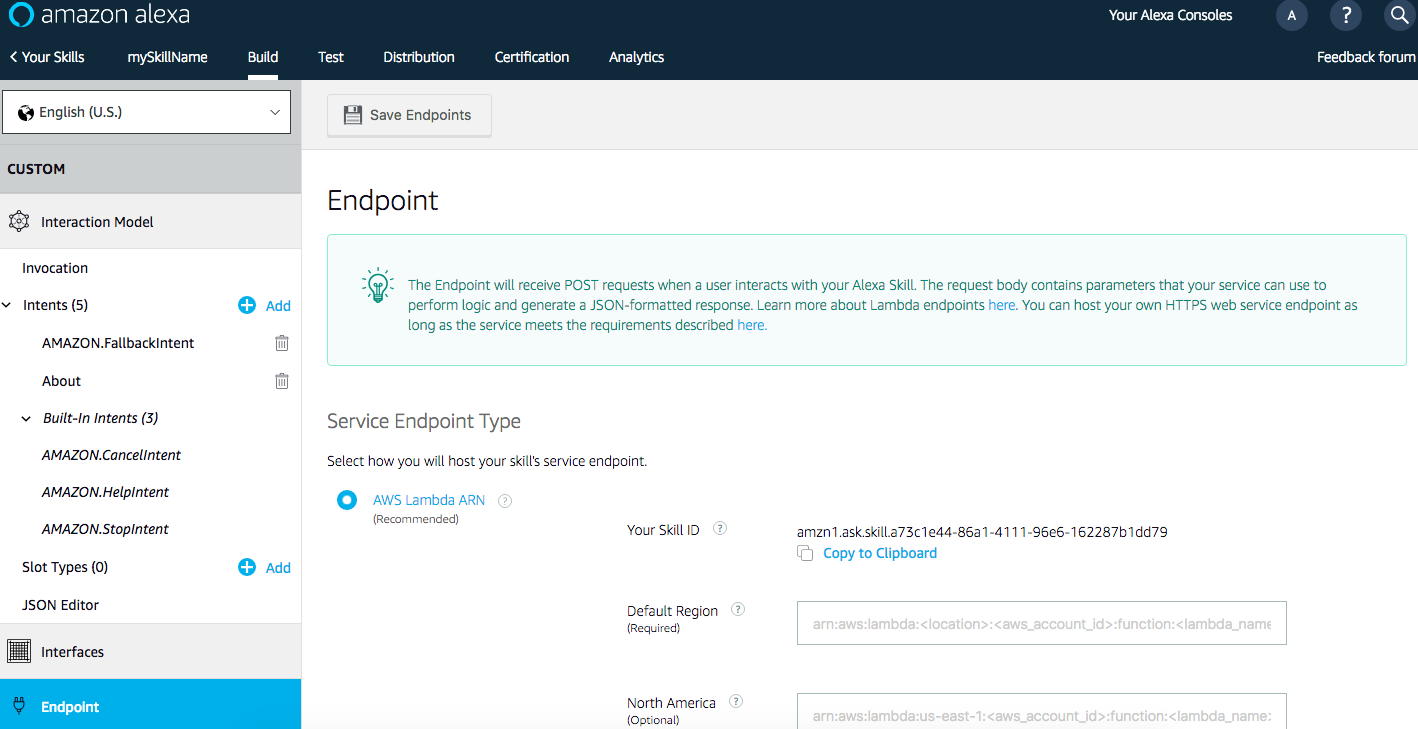 amazon alexa
Your Alexa Consoles
A
?
Your Skills
mySkillName
Build
Test
Distribution
Certification
Analytics
Feedback forum
English (U.S.)
Save Endpoints
CUSTOM
Interaction Model
Invocation
Intents (5)
Add
AMAZON.FallbackIntent
About
Built-In Intents (3)
AMAZON.CancelIntent
AMAZON.HelpIntent
AMAZON.StopIntent
Slot Types (0)
Add
JSON Editor
Interfaces
Endpoint
Endpoint
The Endpoint will receive POST requests when a user interacts with your Alexa Skill. The request body contains parameters that your service can use to
perform logic and generate a JSON-formatted response. Learn more about Lambda endpoints here. You can host your own HTTPS web service endpoint as
long as the service meets the requirements described here.
Service Endpoint Type
Select how you will host your skill's service endpoint.
AWS Lambda ARN ?
(Recommended)
Your Skill ID ?
amzn1.ask.skill.a73c1e44-86a1-4111-96e6-162287b1dd79
Copy to Clipboard
Default Region ?
(Required)
arn:aws:lambda:<location>:<aws_account_id>:function:<lambda_name
North America ?
(Optional)
arn:aws:lambda:us-east-1:<aws_account_id>:function:<lambda_name: